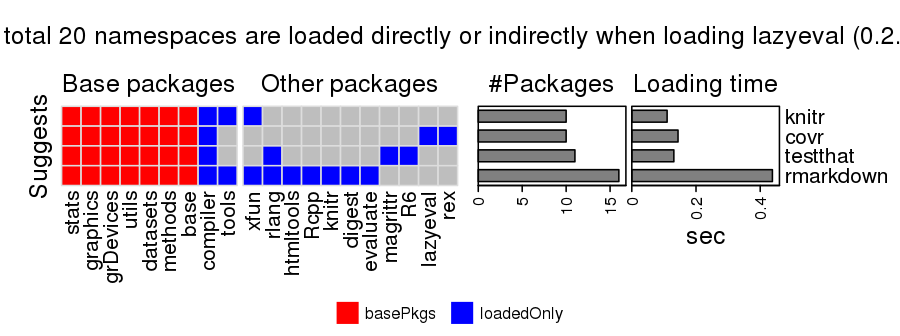 total 20 namespaces are loaded directly or indirectly when loading lazyeval (0.2.
Base packages
Other packages
#Packages
Loading time
Suggests
knitr
covr
testthat
rmarkdown
stats
graphics
grDevices
utils
datasets
methods
base
compiler
tools
xfun
rlang
htmltools
Rcpp
knitr
digest
evaluate
magrittr
R6
lazyeval
rex
0
5
10
15
0
0.2
0.4
sec
basePkgs
loadedOnly